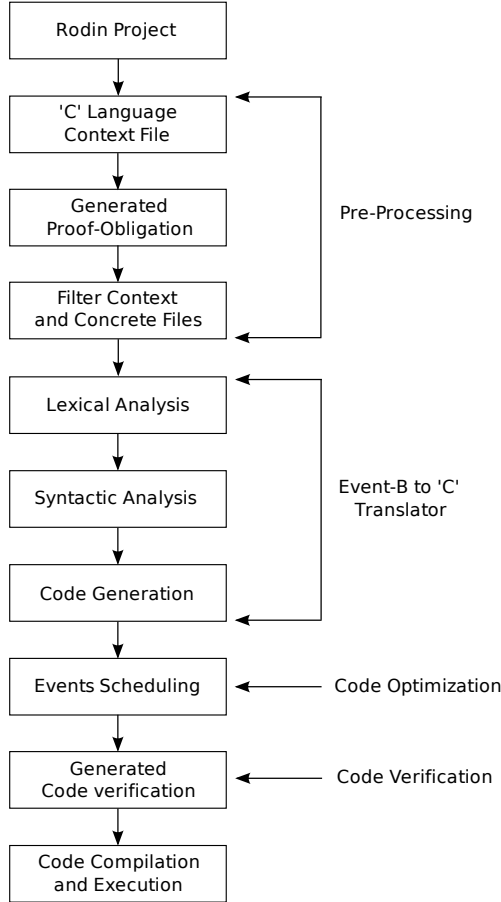 Rodin Project
'C' Language
Context File
Generated
Proof-Obligation
Pre-Processing
Filter Context
and Concrete Files
Lexical Analysis
Syntactic Analysis
Event-B to 'C'
Translator
Code Generation
Events Scheduling
Code Optimization
Generated
Code verification
Code Verification
Code Compilation
and Execution